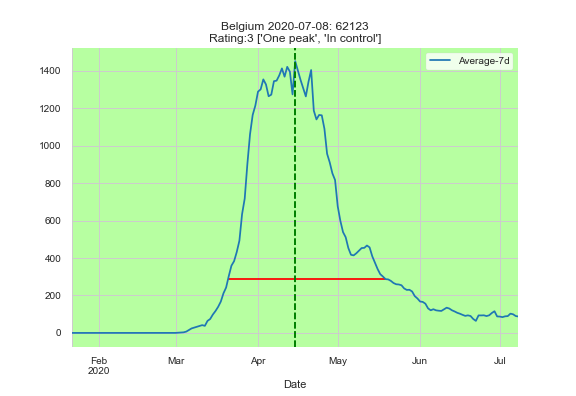 Belgium 2020-07-08: 62123
Rating:3 ['One peak', 'In control']
Average-7d
1400
1200
1000
800
600
400
200
0
Feb
2020
Mar
Apr
May
Jun
Jul
Date